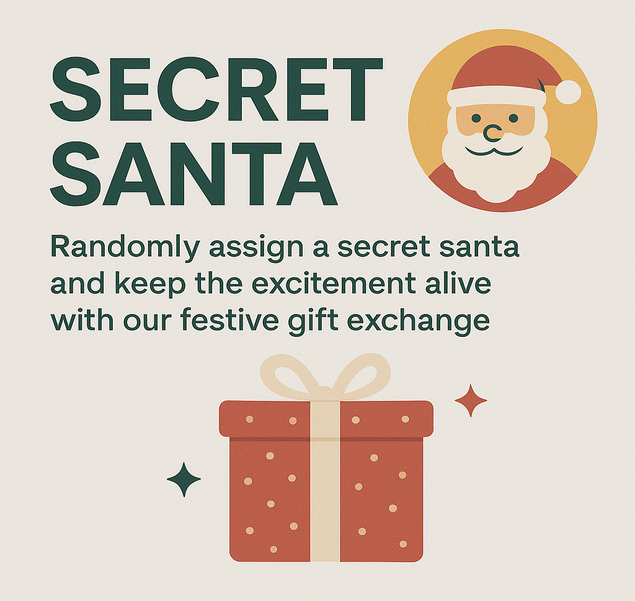 SECRET
SANTA
Randomly assign a secret santa
and keep the excitement alive
with our festive gift exchange